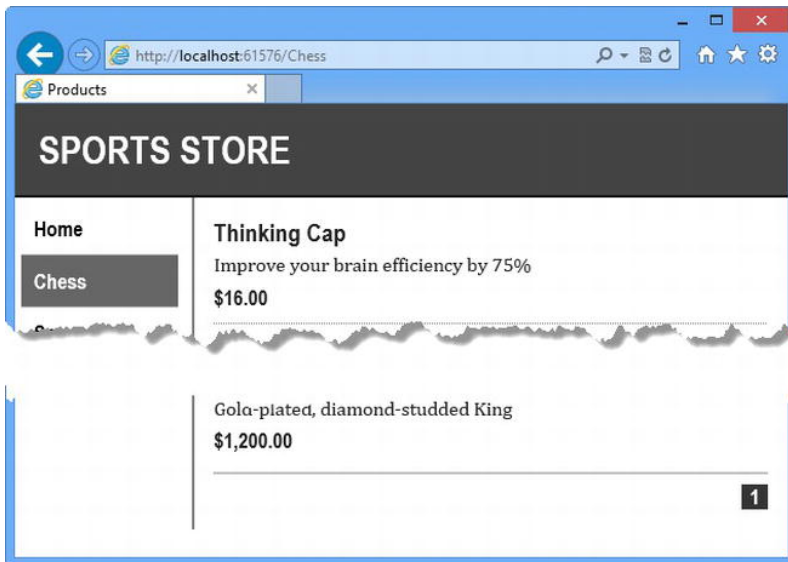 http://localhost:61576/Chess
Products
SPORTS STORE
Home
Chess
Thinking Cap
Improve your brain efficiency by 75%
$16.00
Gold-plated, diamond-studded King
$1,200.00
1